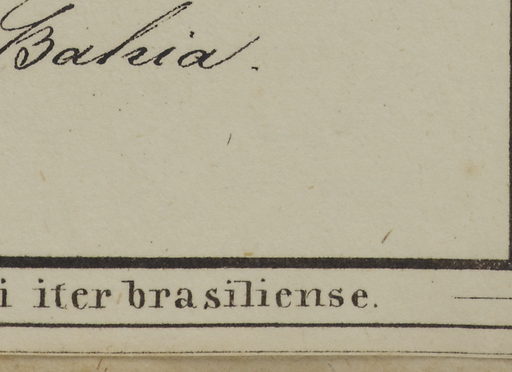 Bahia.
i iter brasiliense.